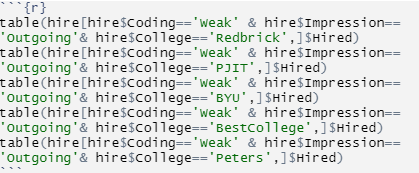 ```{r}
table(hire[hire$Coding=='Weak' & hire$Impression==
'Outgoing'& hire$College=='Redbrick',]$Hired)
table(hire[hire$Coding=='Weak' & hire$Impression==
'Outgoing'& hire$College=='PJIT',]$Hired)
table(hire[hire$Coding=='Weak' & hire$Impression==
'Outgoing'& hire$College=='BYU',]$Hired)
table(hire[hire$Coding=='Weak' & hire$Impression==
'Outgoing'& hire$College=='BestCollege',]$Hired)
table(hire[hire$Coding=='Weak' & hire$Impression==
'Outgoing'& hire$College=='Peters',]$Hired)
```